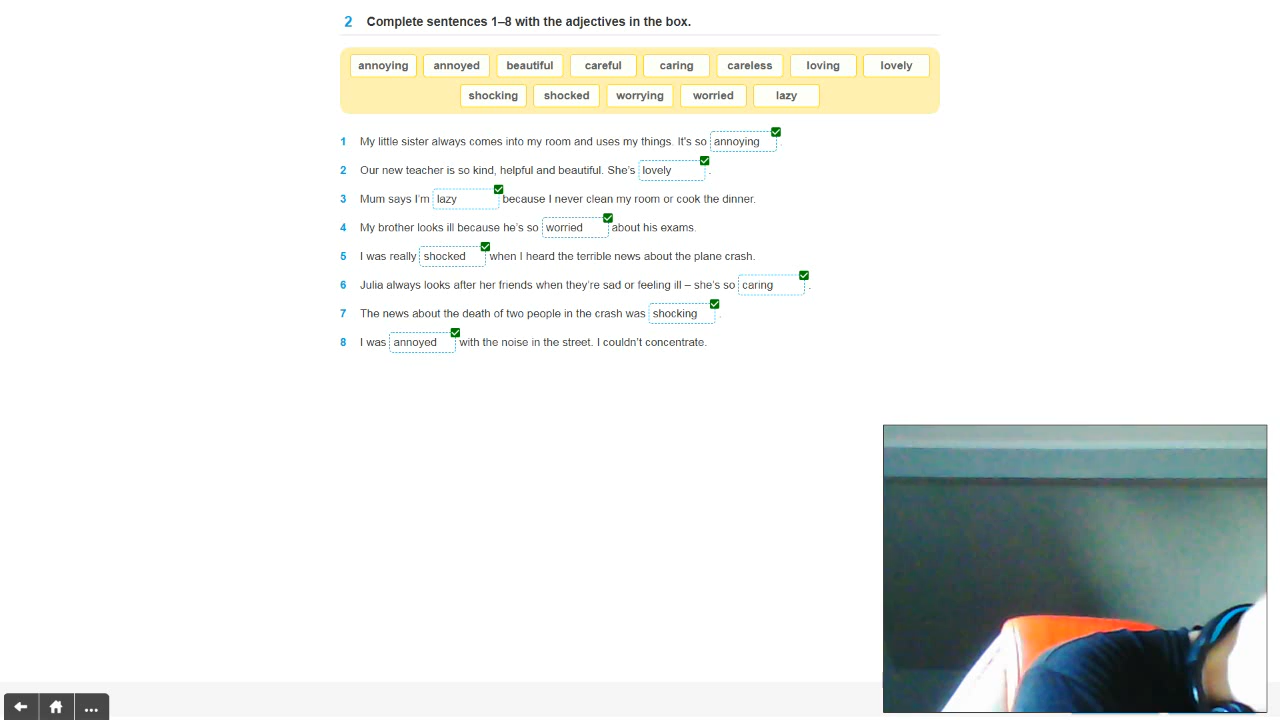 2 Complete sentences 1–8 with the adjectives in the box.
annoying annoyed beautiful careful caring careless loving lovely
shocking shocked worrying worried lazy
1 My little sister always comes into my room and uses my things. It's so annoying .
2 Our new teacher is so kind, helpful and beautiful. She's lovely .
3 Mum says I'm lazy because I never clean my room or cook the dinner.
4 My brother looks ill because he's so worried about his exams.
5 I was really shocked when I heard the terrible news about the plane crash.
6 Julia always looks after her friends when they're sad or feeling ill – she's so caring .
7 The news about the death of two people in the crash was shocking .
8 I was annoyed with the noise in the street. I couldn't concentrate.
...